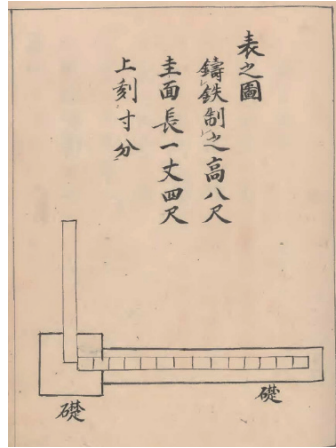 表之圖
鑄鉄制之高八尺
圭面長一丈四尺
上刻寸分
礎
礎